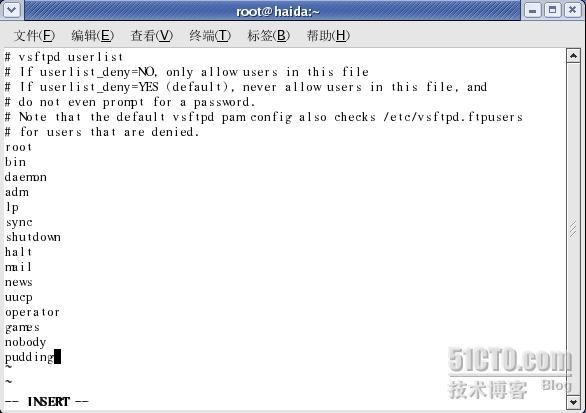 root@haida:~
文件(F) 编辑(E) 查看(V) 终端(T) 标签(B) 帮助(H)
# vsftpd userlist
# If userlist_deny=NO, only allow users in this file
# If userlist_deny=YES (default), never allow users in this file, and
# do not even prompt for a password.
# Note that the default vsftpd pam config also checks /etc/vsftpd.ftpusers
# for users that are denied.
root
bin
daemon
adm
lp
sync
shutdown
halt
mail
news
uucp
operator
games
nobody
pudding
~
~
-- INSERT --
51CTO.com
技术博客 Blog